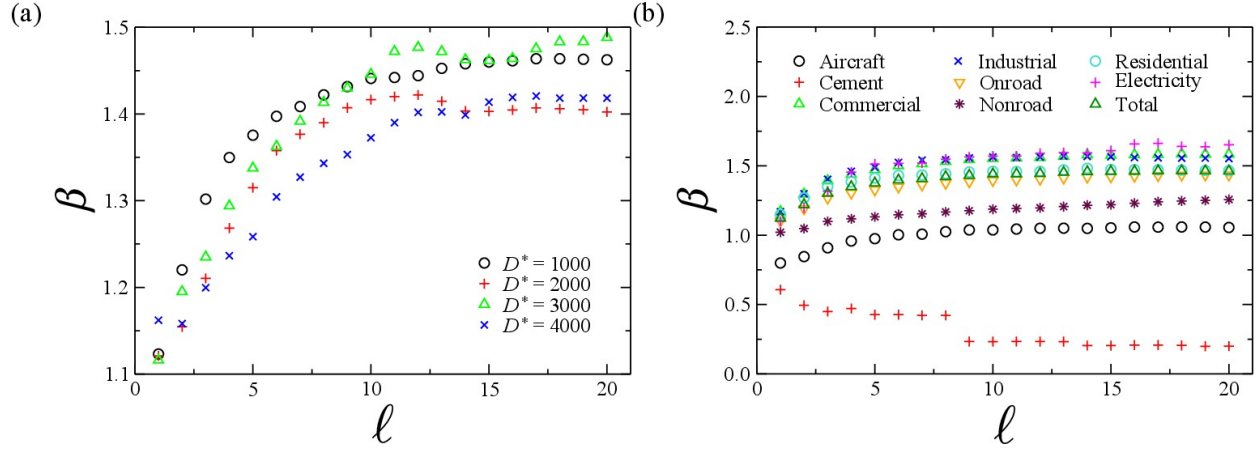 (a)
1.5
1.4
1.3
1.2
1.1
β
0 5 10 15 20
ℓ
D* = 1000
D* = 2000
D* = 3000
D* = 4000
(b)
2.5
2.0
1.5
1.0
0.5
0.0
β
0 5 10 15 20
ℓ
Aircraft Industrial Residential
Cement Onroad Electricity
Commercial Nonroad Total